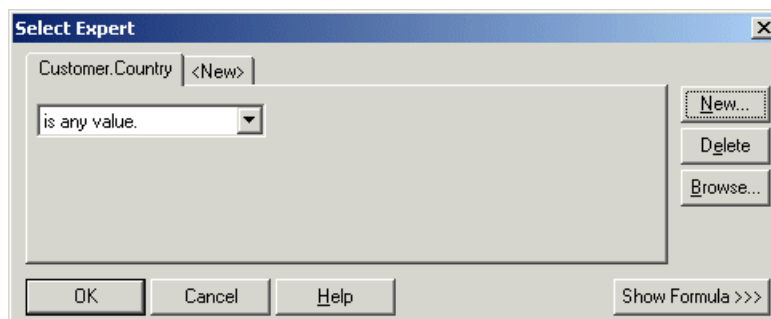 Select Expert
Customer.Country <New>
is any value.
New...
Delete
Browse...
OK Cancel Help Show Formula >>>